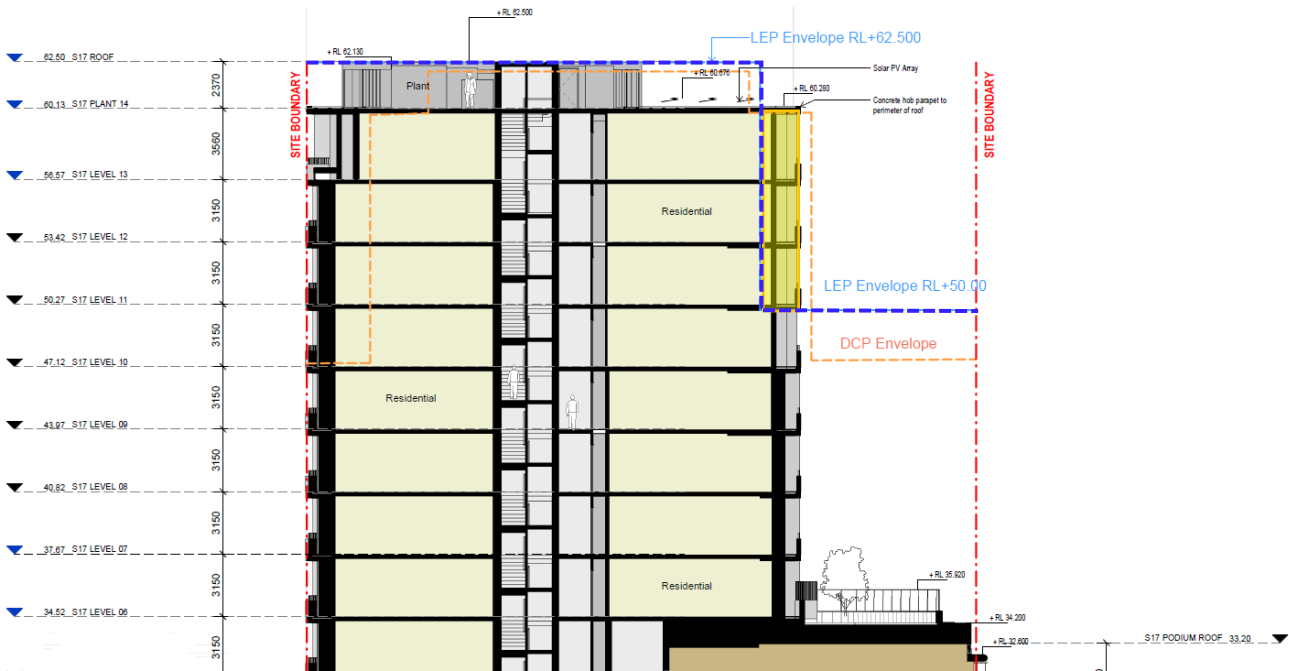 + RL 62.500
LEP Envelope RL+62.500
62.50 S17 ROOF
+ RL 62.130
Solar PV Array
+ RL 60.676
Plant
2370
+ RL 60.280
Concrete hob parapet to
perimeter of roof
60.13 S17 PLANT 14
SITE BOUNDARY
SITE BOUNDARY
3560
56.57 S17 LEVEL 13
3150
Residential
53.42 S17 LEVEL 12
3150
LEP Envelope RL+50.00
50.27 S17 LEVEL 11
3150
DCP Envelope
47.12 S17 LEVEL 10
3150
Residential
43.97 S17 LEVEL 09
3150
40.82 S17 LEVEL 08
3150
37.67 S17 LEVEL 07
3150
Residential
+ RL 35.920
34.52 S17 LEVEL 06
+ RL 34.200
3150
+ RL 32.600
S17 PODIUM ROOF 33.20